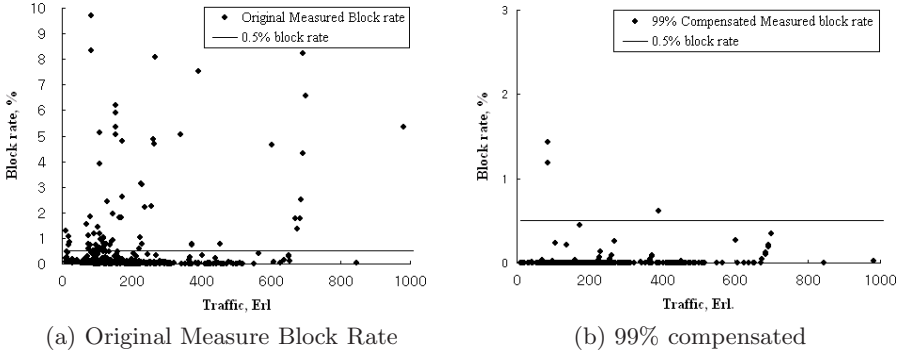 Original Measured Block rate
0.5% block rate
Block rate, %
10
9
8
7
6
5
4
3
2
1
0
0 200 400 600 800 1000
Traffic, Erl
(a) Original Measure Block Rate
99% Compensated Measured block rate
0.5% block rate
Block rate, %
3
2
1
0
0 200 400 600 800 1000
Traffic, Erl.
(b) 99% compensated